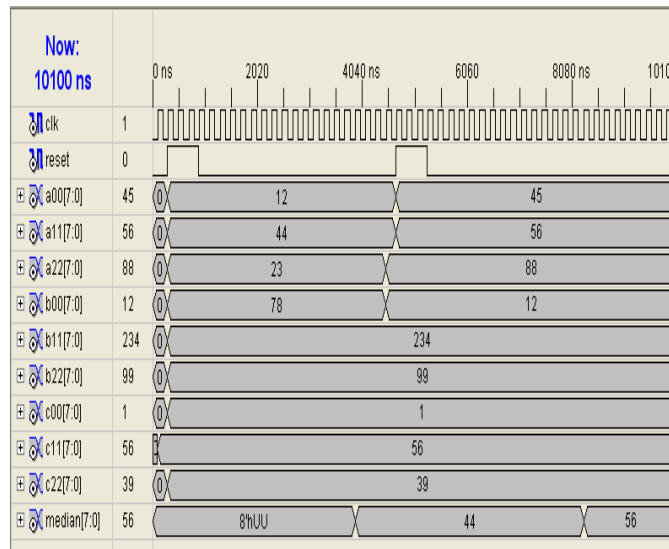 Now:
10100 ns
0 ns 2020 4040 ns 6060 8080 ns 1010
clk 1
reset 0
a00[7:0] 45 0 12 45
a11[7:0] 56 0 44 56
a22[7:0] 88 0 23 88
b00[7:0] 12 0 78 12
b11[7:0] 234 0 234
b22[7:0] 99 0 99
c00[7:0] 1 0 1
c11[7:0] 56 56
c22[7:0] 39 0 39
median[7:0] 56 8'hUU 44 56